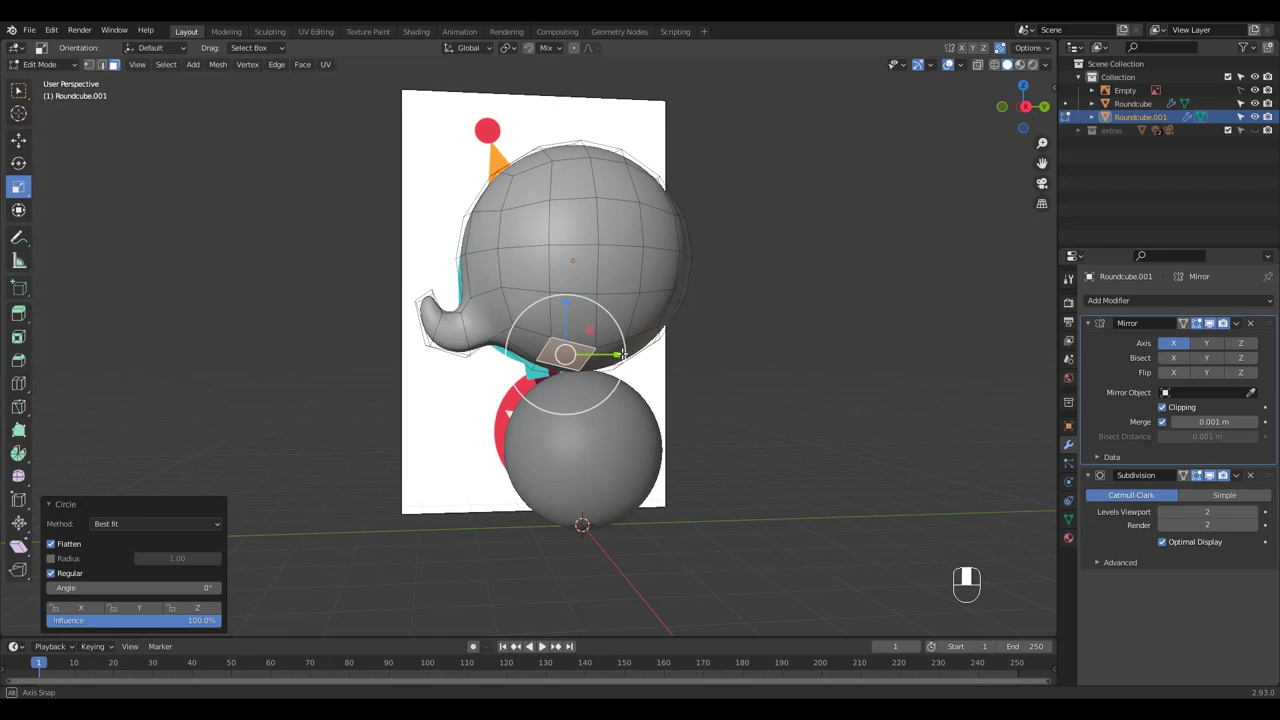 File Edit Render Window Help Layout Modeling Sculpting UV Editing Texture Paint Shading Animation Rendering Compositing Geometry Nodes Scripting Scene View Layer
Orientation: Default Drag: Select Box Global Mix X Y Z Options
Edit Mode View Select Add Mesh Vertex Edge Face UV
User Perspective
(1) Roundcube.001
Scene Collection
Collection
Empty
Roundcube
Roundcube.001
extras
Z
X
Y
Roundcube.001 Mirror
Add Modifier
Mirror
Axis X Y Z
Bisect X Y Z
Flip X Y Z
Mirror Object
Clipping
Merge 0.001 m
Bisect Distance 0.001 m
Data
Subdivision
Catmull-Clark Simple
Levels Viewport 2
Render 2
Optimal Display
Advanced
Circle
Method: Best fit
Flatten
Radius 1.00
Regular
Angle 0°
X Y Z
Influence 100.0%
Playback Keying View Marker 1 Start 1 End 250
1 10 20 30 40 50 60 70 80 90 100 110 120 130 140 150 160 170 180 190 200 210 220 230 240 250
Alt Axis Snap 2.93.0